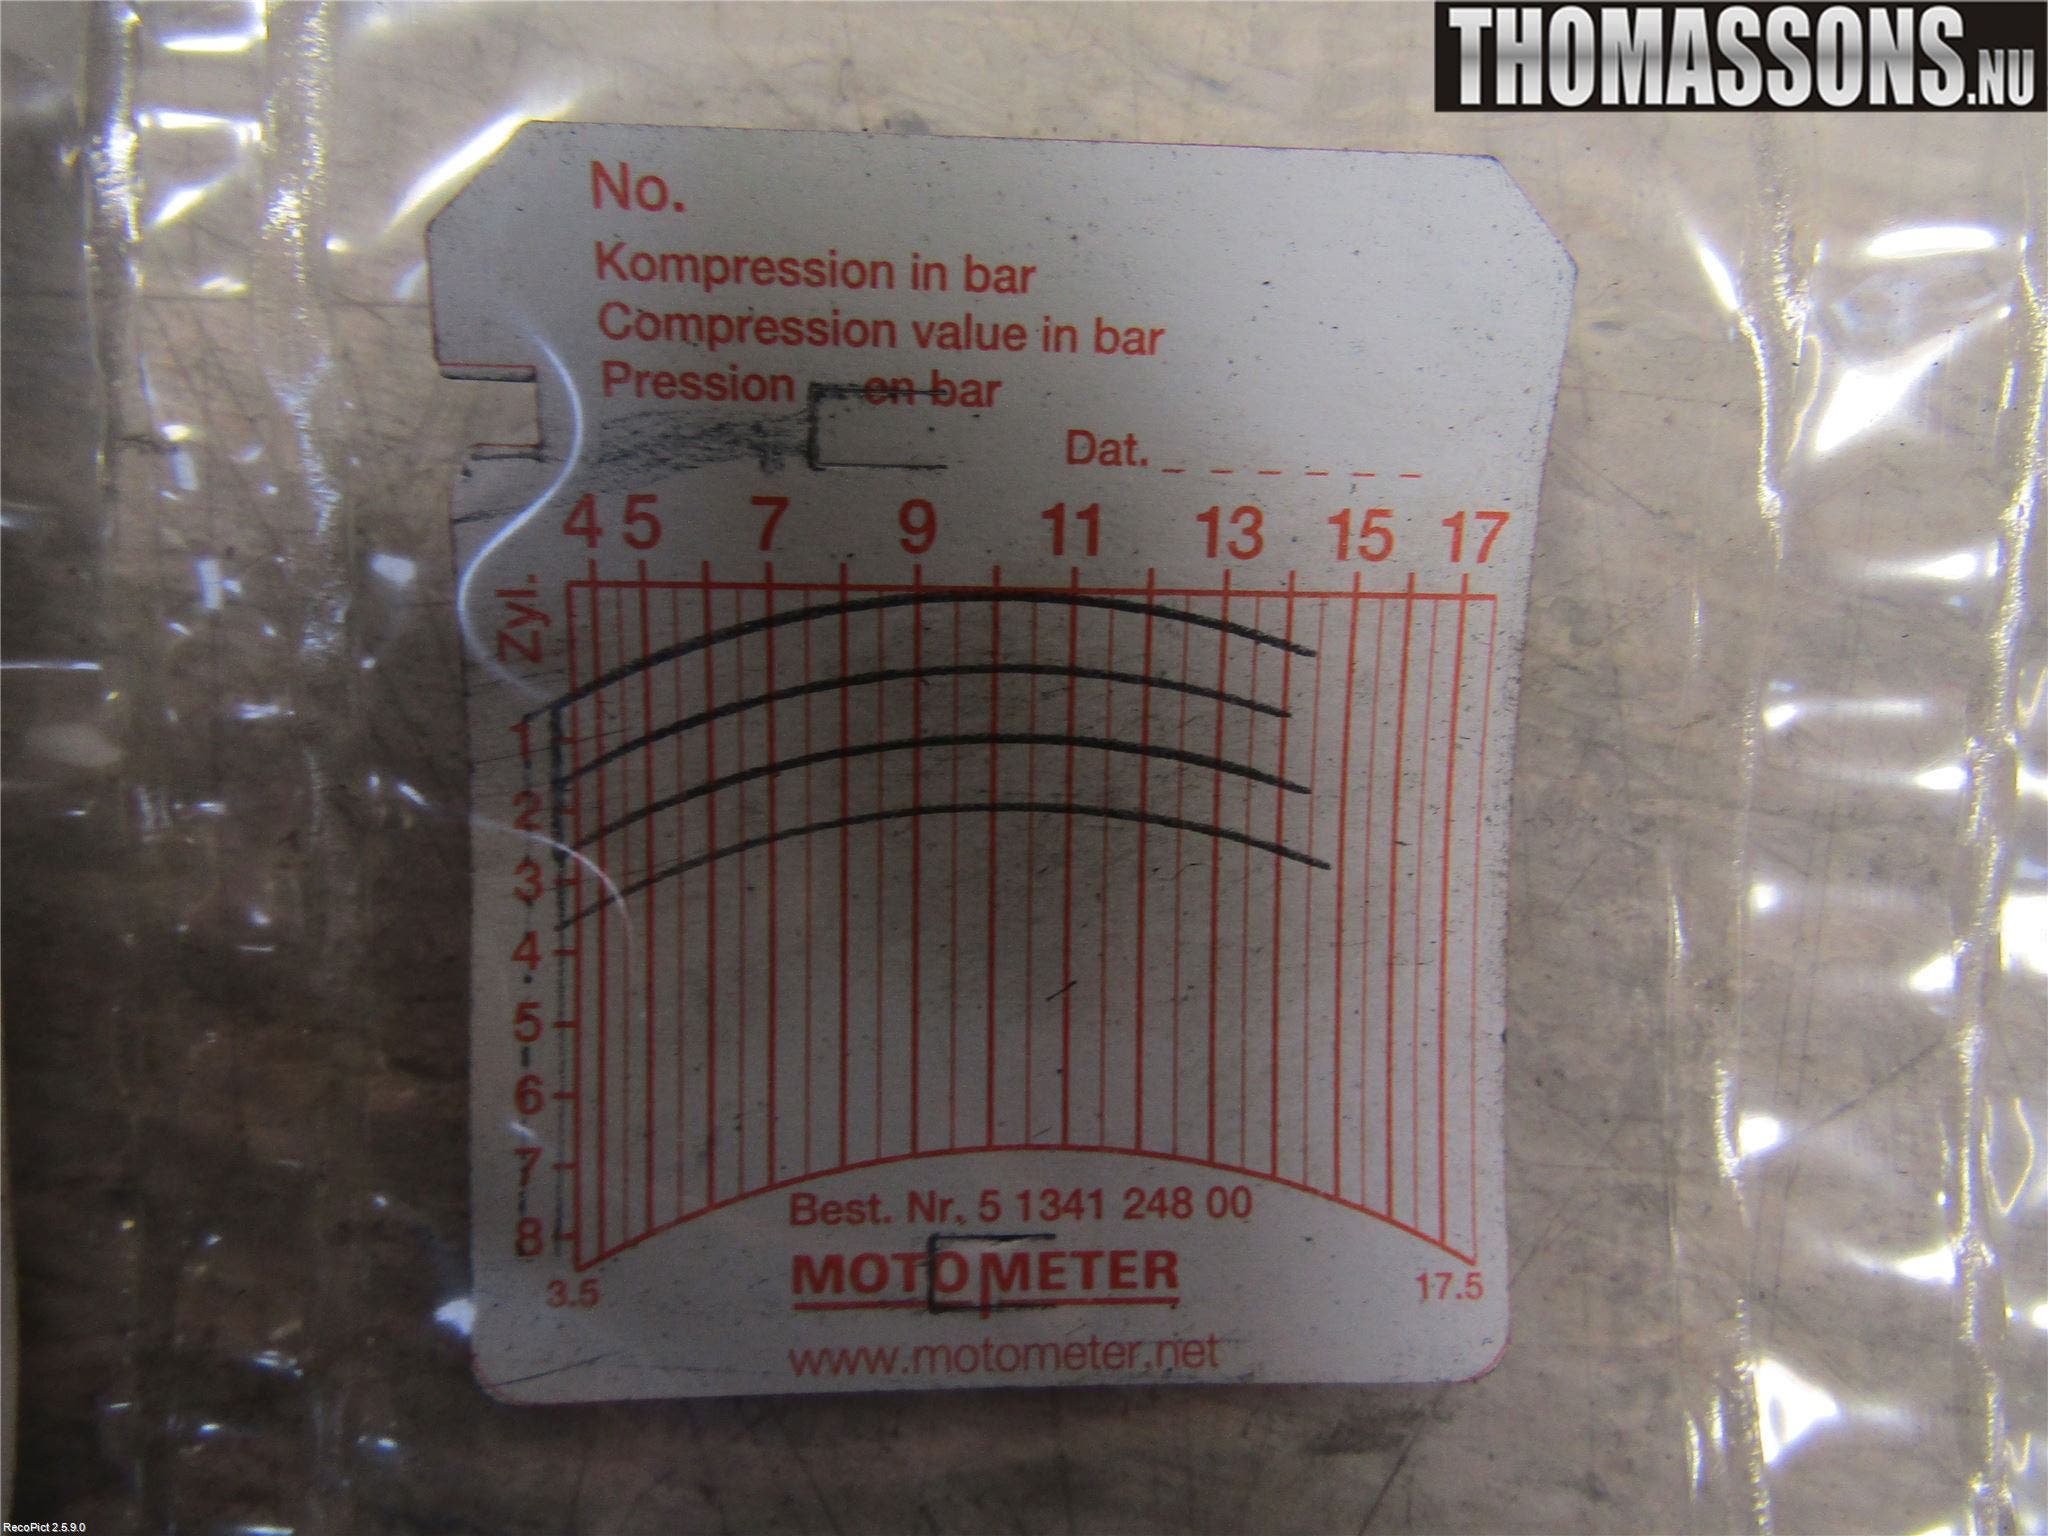 THOMASSONS.NU
No.
Kompression in bar
Compression value in bar
Pression en bar
Dat. _ _ _ _ _ _
4 5 7 9 11 13 15 17
Zyl.
1
2
3
4
5
6
7
8
3.5
17.5
Best. Nr. 5 1341 248 00
MOTOMETER
www.motometer.net
RecoPict 2.5.9.0